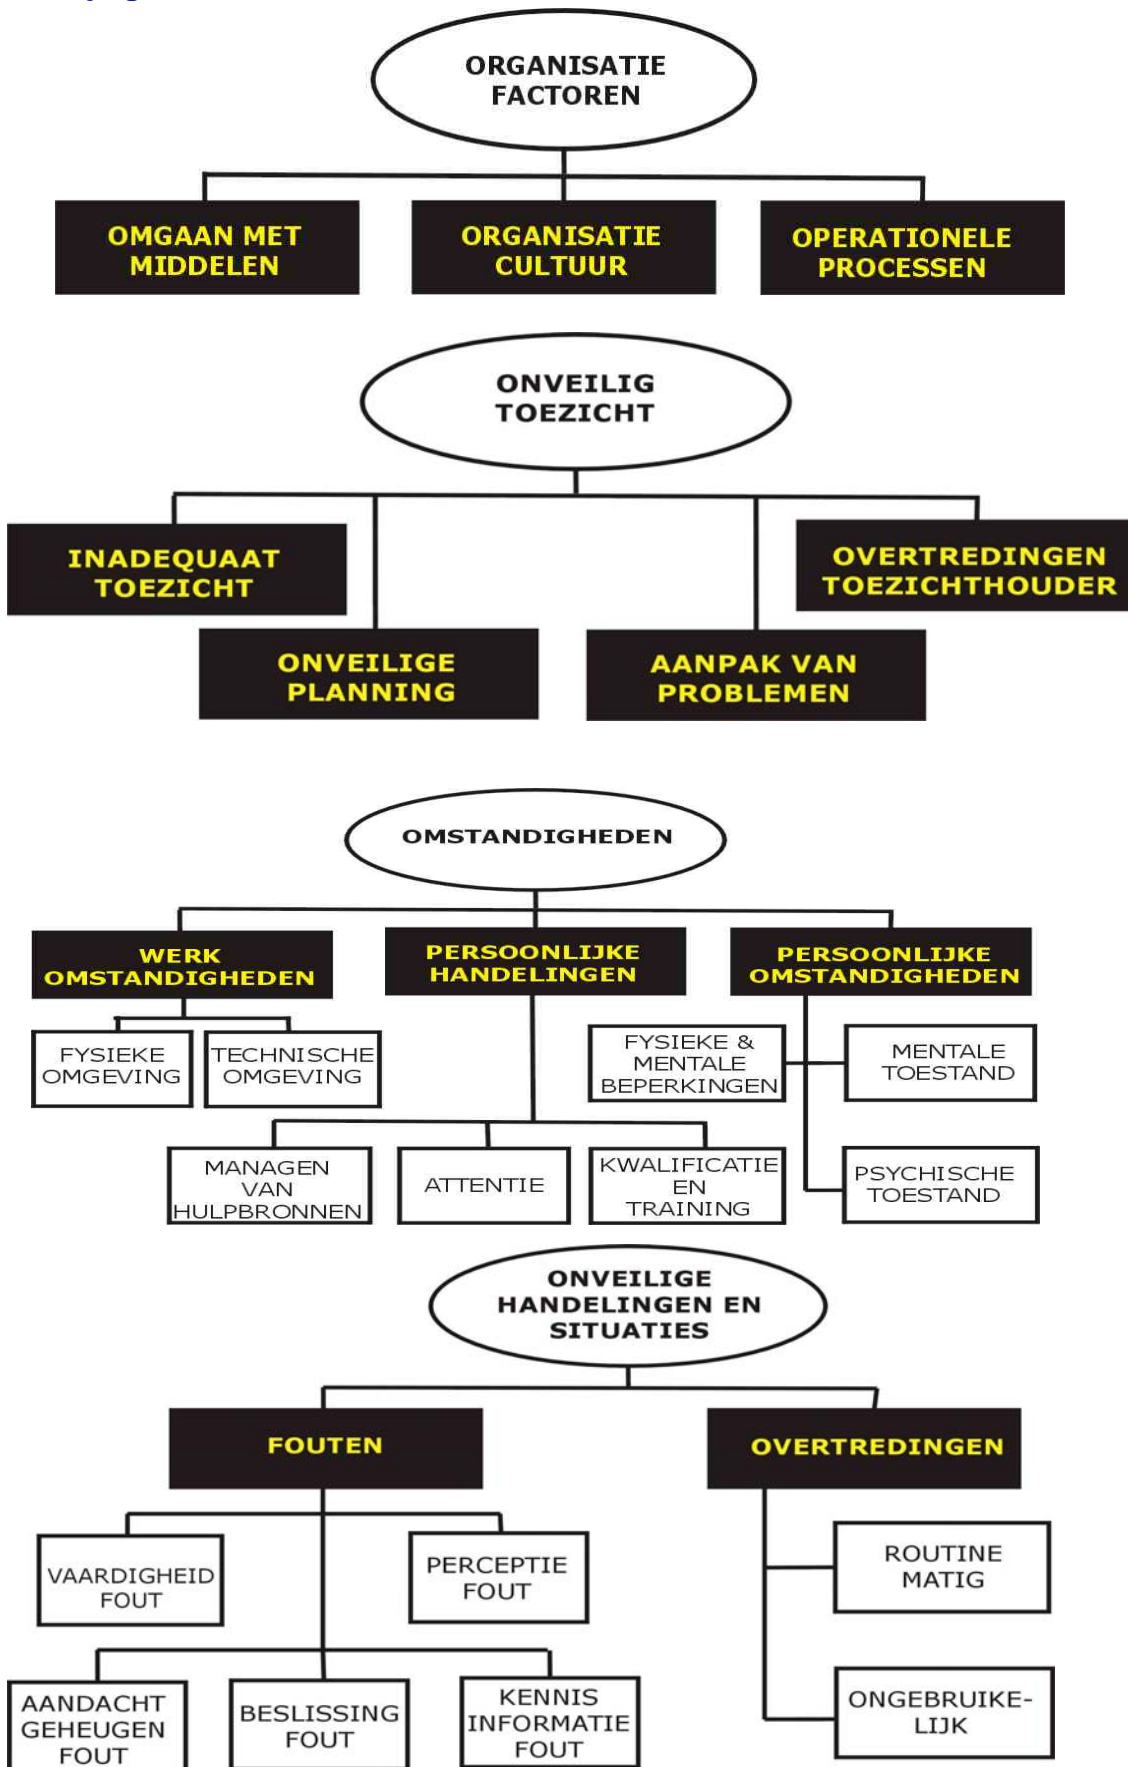 ORGANISATIE
FACTOREN
OMGAAN MET
MIDDELEN
ORGANISATIE
CULTUUR
OPERATIONELE
PROCESSEN
ONVEILIG
TOEZICHT
INADEQUAAT
TOEZICHT
OVERTREDINGEN
TOEZICHTHOUDER
ONVEILIGE
PLANNING
AANPAK VAN
PROBLEMEN
OMSTANDIGHEDEN
WERK
OMSTANDIGHEDEN
PERSOONLIJKE
HANDELINGEN
PERSOONLIJKE
OMSTANDIGHEDEN
FYSIEKE
OMGEVING
TECHNISCHE
OMGEVING
FYSIEKE &
MENTALE
BEPERKINGEN
MENTALE
TOESTAND
MANAGEN
VAN
HULPBRONNEN
ATTENTIE
KWALIFICATIE
EN
TRAINING
PSYCHISCHE
TOESTAND
ONVEILIGE
HANDELINGEN EN
SITUATIES
FOUTEN
OVERTREDINGEN
VAARDIGHEID
FOUT
PERCEPTIE
FOUT
ROUTINE
MATIG
AANDACHT
GEHEUGEN
FOUT
BESLISSING
FOUT
KENNIS
INFORMATIE
FOUT
ONGEBRUIKE-
LIJK